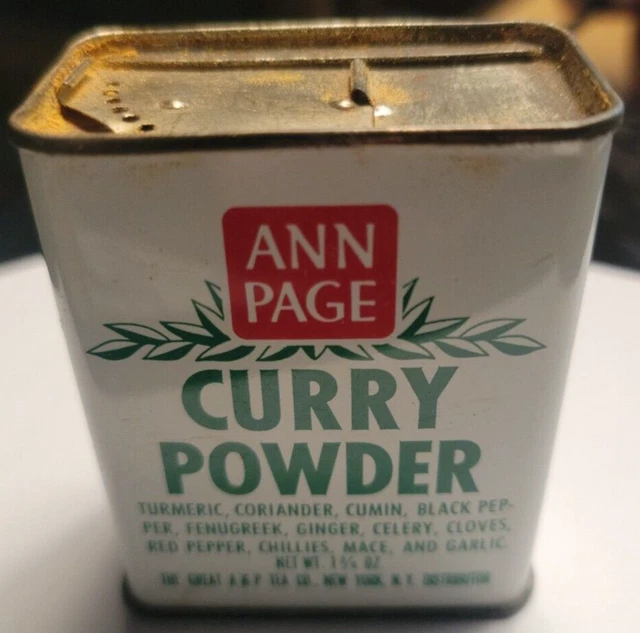 ANN
PAGE
CURRY
POWDER
TURMERIC, CORIANDER, CUMIN, BLACK PEP-
PER, FENUGREEK, GINGER, CELERY, CLOVES,
RED PEPPER, CHILLIES, MACE, AND GARLIC.
NET WT. OZ.
THE GREAT A & P TEA CO., NEW YORK, N. Y. DISTRIBUTOR